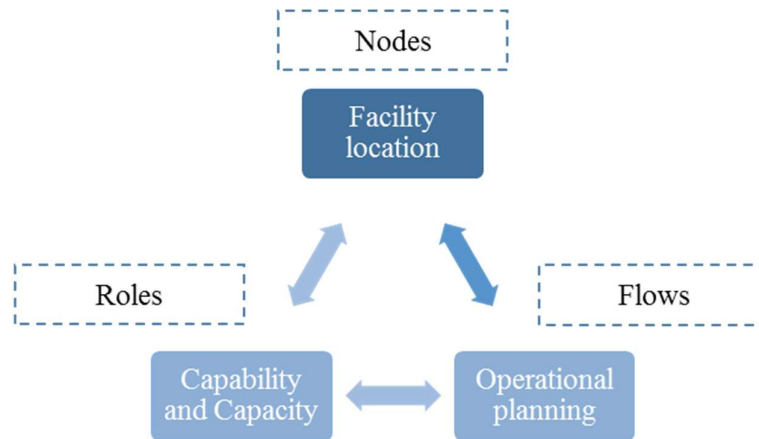 Nodes
Facility
location
Roles
Flows
Capability
and Capacity
Operational
planning